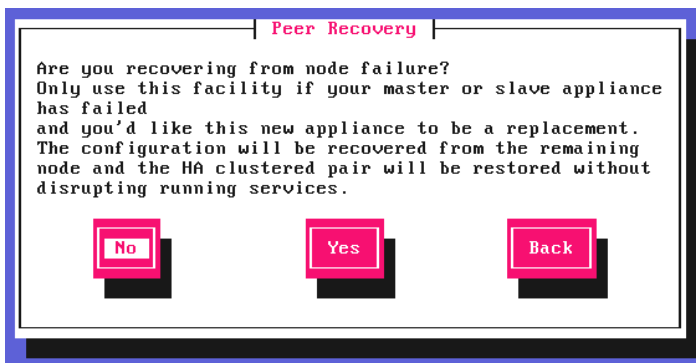 Peer Recovery
Are you recovering from node failure?
Only use this facility if your master or slave appliance
has failed
and you'd like this new appliance to be a replacement.
The configuration will be recovered from the remaining
node and the HA clustered pair will be restored without
disrupting running services.
No Yes Back